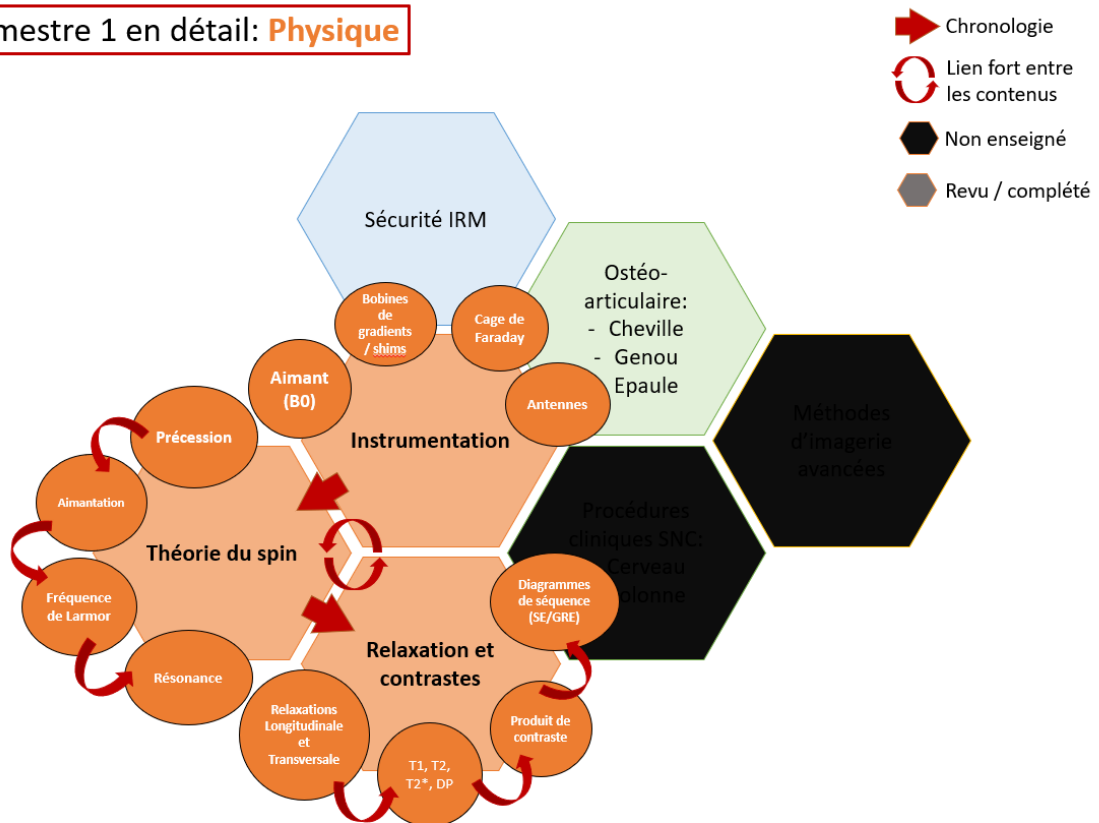 mestre 1 en détail: Physique
Chronologie
Lien fort entre
les contenus
Non enseigné
Revu / complété
Sécurité IRM
Ostéo-
articulaire:
- Cheville
- Genou
Epaule
Méthodes
d'imagerie
avancées
Procédures
cliniques SNC:
Cerveau
olonne
Bobines
de
gradients
/ shims
Cage de
Faraday
Aimant
(B0)
Antennes
Instrumentation
Précession
Aimantation
Fréquence
de Larmor
Résonance
Théorie du spin
Relaxation et
contrastes
Relaxations
Longitudinale
et
Transversale
T1, T2,
T2*, DP
Produit de
contraste
Diagrammes
de séquence
(SE/GRE)